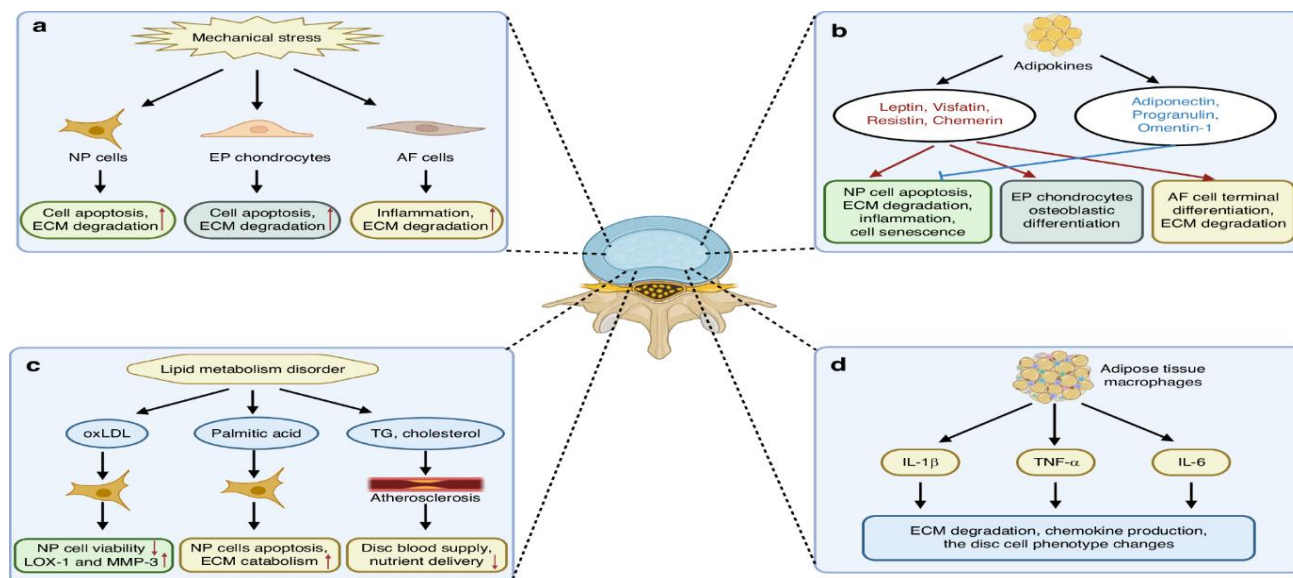 a
Mechanical stress
NP cells
EP chondrocytes
AF cells
Cell apoptosis,
ECM degradation
Cell apoptosis,
ECM degradation
Inflammation,
ECM degradation
b
Adipokines
Leptin, Visfatin,
Resistin, Chemerin
Adiponectin,
Progranulin,
Omentin-1
NP cell apoptosis,
ECM degradation,
inflammation,
cell senescence
EP chondrocytes
osteoblastic
differentiation
AF cell terminal
differentiation,
ECM degradation
c
Lipid metabolism disorder
oxLDL
Palmitic acid
TG, cholesterol
Atherosclerosis
NP cell viability
LOX-1 and MMP-3
NP cells apoptosis,
ECM catabolism
Disc blood supply,
nutrient delivery
d
Adipose tissue
macrophages
IL-1β
TNF-α
IL-6
ECM degradation, chemokine production,
the disc cell phenotype changes